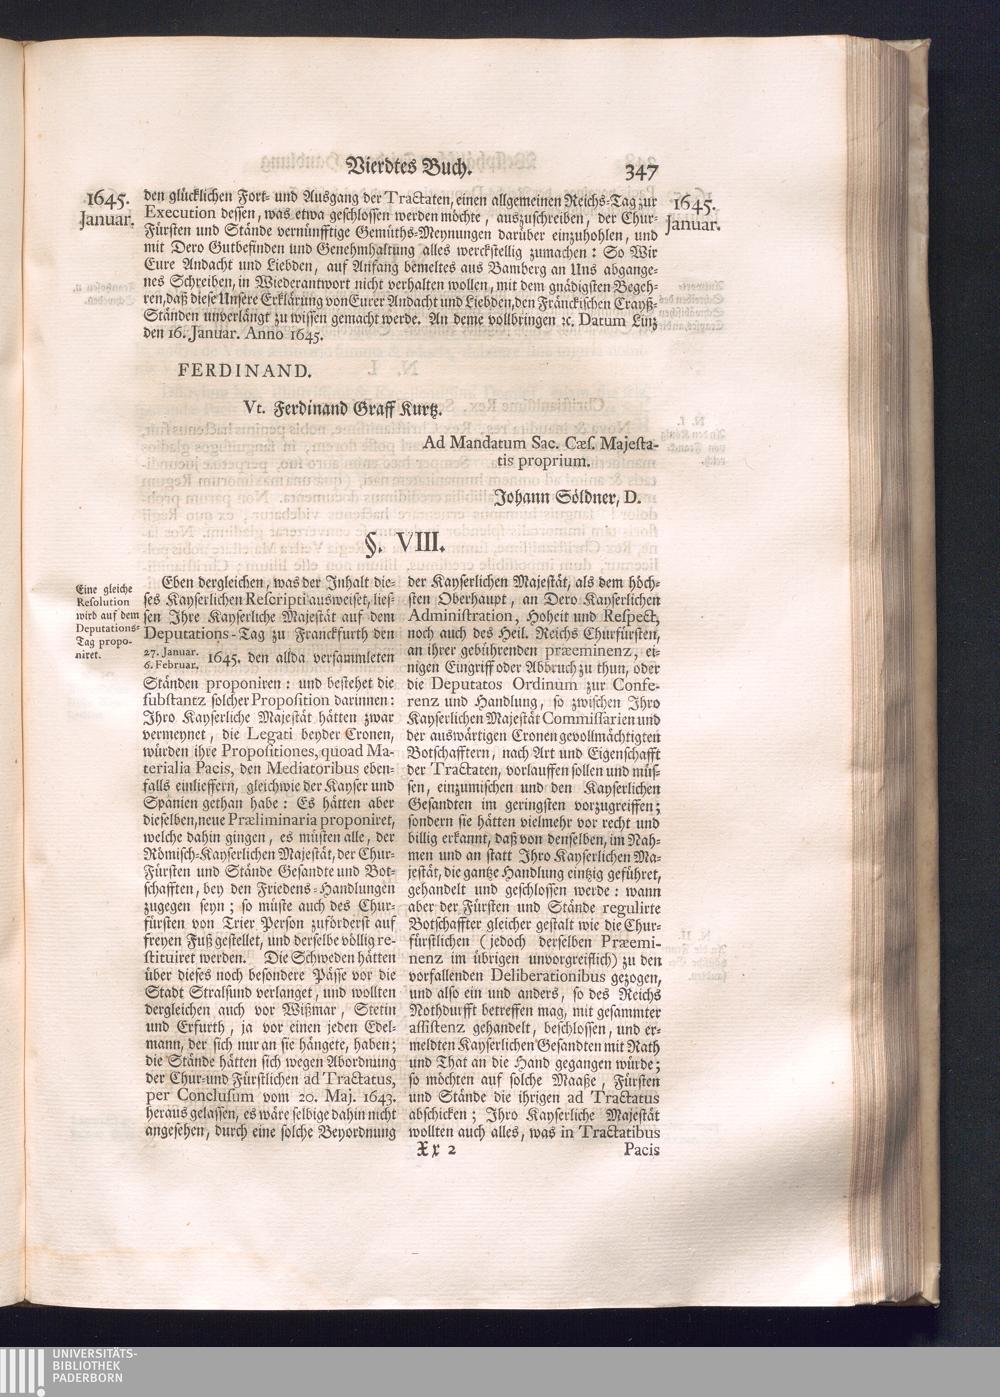 Vierdtes Buch. 347
1645.
Januar.
1645.
Januar.
den glücklichen Fort- und Ausgang der Tractaten, einen allgemeinen Reichs-Tag zur
Execution dessen, was etwa geschlossen werden möchte, auszuschreiben, der Chur-
Fürsten und Stände vernünfftige Gemüths-Meynungen darüber einzuhohlen, und
mit Dero Gutbefinden und Genehmhaltung alles werckstellig zumachen: So Wir
Eure Andacht und Liebden, auf Anfang bemeltes aus Bamberg an Uns abgange-
nes Schreiben, in Wiederantwort nicht verhalten wollen, mit dem gnädigsten Begeh-
ren, daß diese Unsere Erklärung von Eurer Andacht und Liebden, den Fränckischen Crayß-
Ständen unverlängt zu wissen gemacht werde. An deme vollbringen ꝛc. Datum Linz
den 16. Januar. Anno 1645.
FERDINAND.
Vt. Ferdinand Graff Kurtz.
Ad Mandatum Sac. Cæs. Majesta-
tis proprium.
Johann Söldner, D.
§. VIII.
Eine gleiche
Resolution
wird auf dem
Deputations-
Tag propo-
niret.
Eben dergleichen, was der Inhalt die-
ses Kayserlichen Rescripti ausweiset, lies-
sen Ihre Kayserliche Majestät auf dem
Deputations-Tag zu Franckfurth den
27. Januar.
6. Februar. 1645. den allda versammleten
Ständen proponiren: und bestehet die
substantz solcher Proposition darinnen:
Ihro Kayserliche Majestät hätten zwar
vermeynet, die Legati beyder Cronen,
würden ihre Propositiones, quoad Ma-
terialia Pacis, den Mediatoribus eben-
falls einlieffern, gleichwie der Kayser und
Spanien gethan habe: Es hätten aber
dieselben, neue Præliminaria proponiret,
welche dahin gingen, es müsten alle, der
Römisch-Kayserlichen Majestät, der Chur-
Fürsten und Stände Gesandte und Bot-
schafften, bey den Friedens-Handlungen
zugegen seyn; so müste auch des Chur-
fürsten von Trier Person zuförderst auf
freyen Fuß gestellet, und derselbe völlig re-
stituiret werden. Die Schweden hätten
über dieses noch besondere Pässe vor die
Stadt Stralsund verlanget, und wollten
dergleichen auch vor Wißmar, Stetin
und Erfurth, ja vor einen jeden Edel-
mann, der sich nur an sie hängete, haben;
die Stände hätten sich wegen Abordnung
der Chur-und Fürstlichen ad Tractatus,
per Conclusum vom 20. Maj. 1643.
heraus gelassen, es wäre selbige dahin nicht
angesehen, durch eine solche Beyordnung
der Kayserlichen Majestät, als dem höch-
sten Oberhaupt, an Dero Kayserlichen
Administration, Hoheit und Respect,
noch auch des Heil. Reichs Churfürsten,
an ihrer gebührenden præeminenz, ei-
nigen Eingriff oder Abbruch zu thun, oder
die Deputatos Ordinum zur Confe-
renz und Handlung, so zwischen Ihro
Kayserlichen Majestät Commissarien und
der auswärtigen Cronen gevollmächtigten
Botschafftern, nach Art und Eigenschafft
der Tractaten, vorlauffen sollen und müs-
sen, einzumischen und den Kayserlichen
Gesandten im geringsten vorzugreiffen;
sondern sie hätten vielmehr vor recht und
billig erkannt, daß von denselben, im Nah-
men und an statt Ihro Kayserlichen Ma-
jestät, die gantze Handlung eintzig geführet,
gehandelt und geschlossen werde: wann
aber der Fürsten und Stände regulirte
Botschaffter gleicher gestalt wie die Chur-
fürstlichen (jedoch derselben Præemi-
nenz im übrigen unvorgreiflich) zu den
vorfallenden Deliberationibus gezogen,
und also ein und anders, so des Reichs
Nothdurfft betreffen mag, mit gesammter
assistenz gehandelt, beschlossen, und er-
meldten Kayserlichen Gesandten mit Rath
und That an die Hand gegangen würde;
so möchten auf solche Maaße, Fürsten
und Stände die ihrigen ad Tractatus
abschicken; Ihro Kayserliche Majestät
wollten auch alles, was in Tractatibus
Xx 2 Pacis
UNIVERSITÄTS-
BIBLIOTHEK
PADERBORN